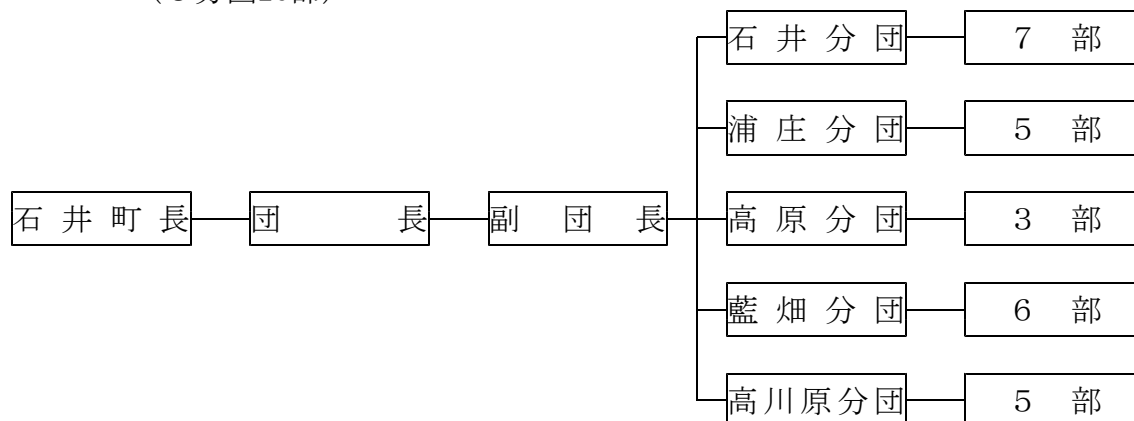 石井分団 7 部
浦庄分団 5 部
石井町長 団長 副団長 高原分団 3 部
藍畑分団 6 部
高川原分団 5 部